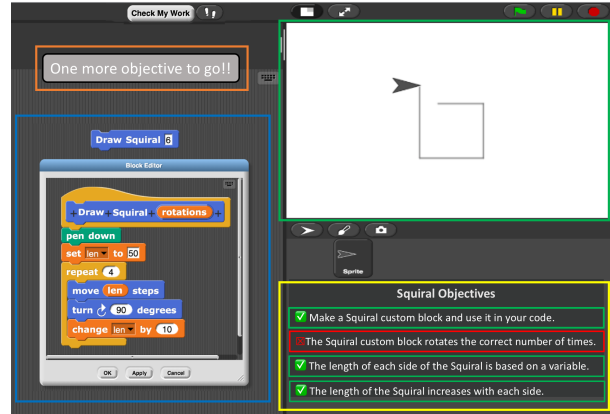 Check My Work
One more objective to go!!
Draw Squiral 6
Block Editor
+Draw+Squiral+ rotations +
pen down
set len to 50
repeat 4
move len steps
turn 90 degrees
change len by 10
OK Apply Cancel
Sprite
Squiral Objectives
Make a Squiral custom block and use it in your code.
The Squiral custom block rotates the correct number of times.
The length of each side of the Squiral is based on a variable.
The length of the Squiral increases with each side.